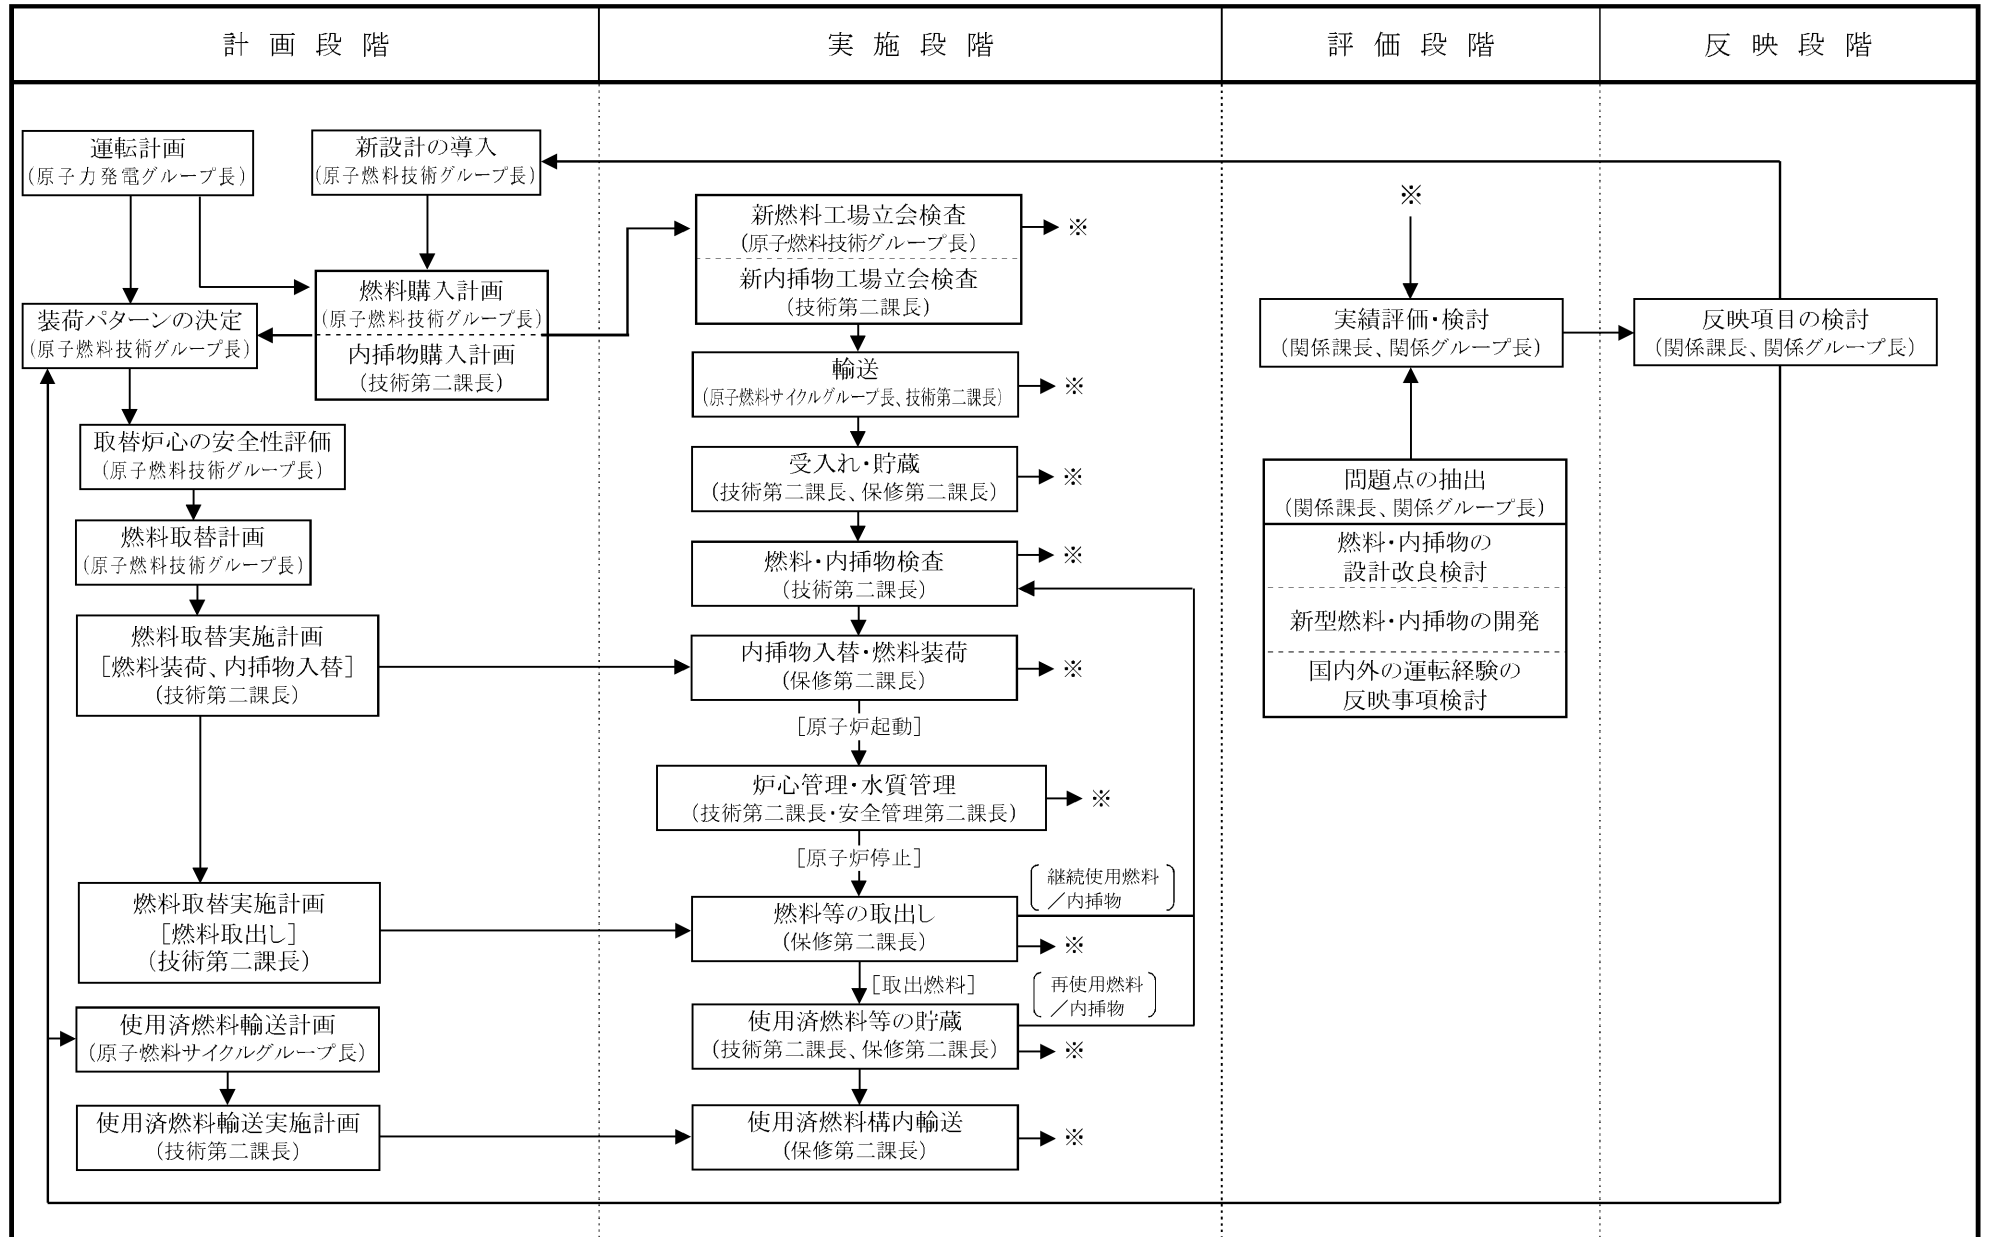 計画段階
実施段階
評価段階
反映段階
運転計画
(原子力発電グループ長)
新設計の導入
(原子燃料技術グループ長)
燃料購入計画
(原子燃料技術グループ長)
内挿物購入計画
(技術第二課長)
装荷パターンの決定
(原子燃料技術グループ長)
取替炉心の安全性評価
(原子燃料技術グループ長)
燃料取替計画
(原子燃料技術グループ長)
燃料取替実施計画
[燃料装荷、内挿物入替]
(技術第二課長)
燃料取替実施計画
[燃料取出し]
(技術第二課長)
使用済燃料輸送計画
(原子燃料サイクルグループ長)
使用済燃料輸送実施計画
(技術第二課長)
新燃料工場立会検査
(原子燃料技術グループ長)
※
新内挿物工場立会検査
(技術第二課長)
輸送
(原子燃料サイクルグループ長、技術第二課長)
※
受入れ・貯蔵
(技術第二課長、保修第二課長)
※
燃料・内挿物検査
(技術第二課長)
※
内挿物入替・燃料装荷
(保修第二課長)
※
[原子炉起動]
炉心管理・水質管理
(技術第二課長・安全管理第二課長)
※
[原子炉停止]
継続使用燃料
/内挿物
燃料等の取出し
(保修第二課長)
※
[取出燃料]
再使用燃料
/内挿物
使用済燃料等の貯蔵
(技術第二課長、保修第二課長)
※
使用済燃料構内輸送
(保修第二課長)
※
※
実績評価・検討
(関係課長、関係グループ長)
問題点の抽出
(関係課長、関係グループ長)
燃料・内挿物の
設計改良検討
新型燃料・内挿物の開発
国内外の運転経験の
反映事項検討
反映項目の検討
(関係課長、関係グループ長)